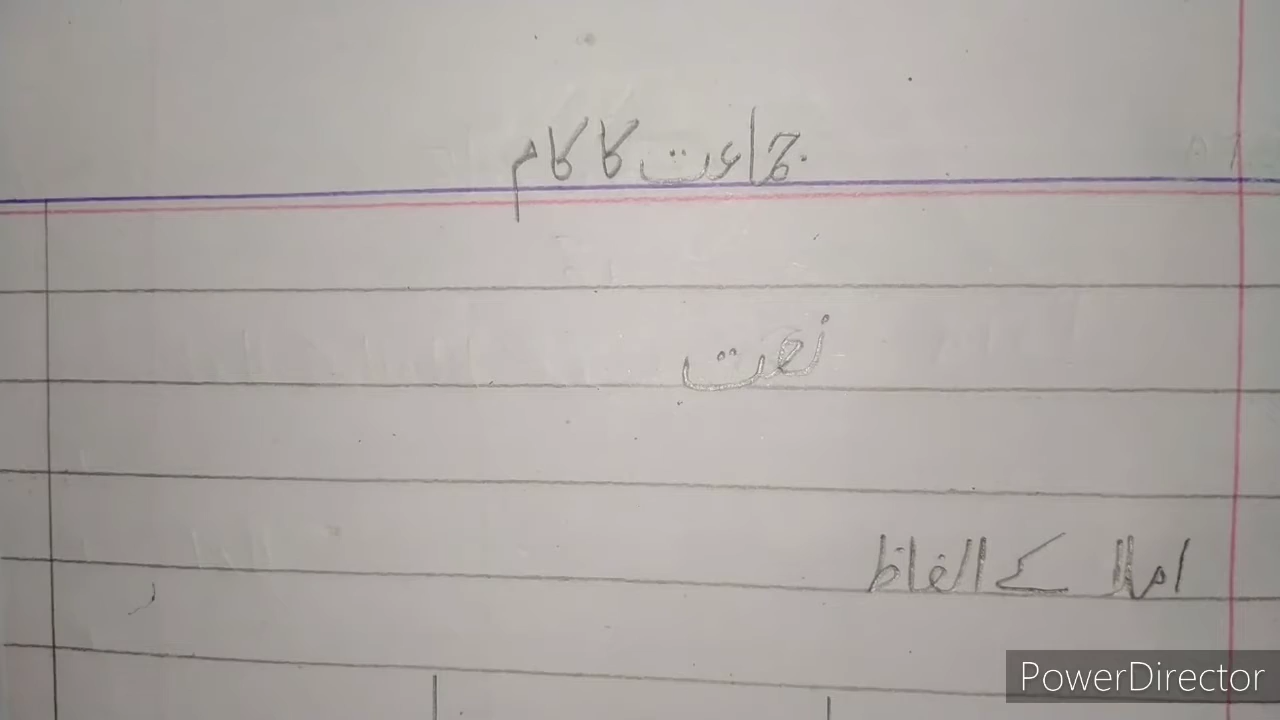 جماعت کا کام
نعت
املا کے الفاظ
PowerDirector